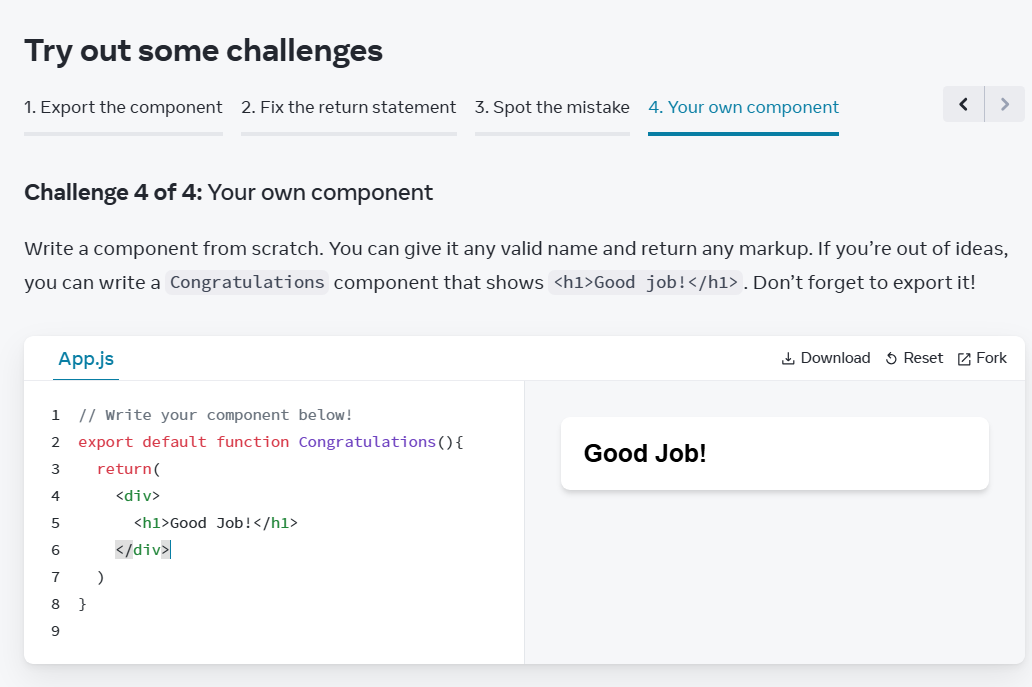 Try out some challenges
1. Export the component 2. Fix the return statement 3. Spot the mistake 4. Your own component
Challenge 4 of 4: Your own component
Write a component from scratch. You can give it any valid name and return any markup. If you’re out of ideas,
you can write a Congratulations component that shows <h1>Good job!</h1>. Don’t forget to export it!
App.js
Download Reset Fork
1 // Write your component below!
2 export default function Congratulations(){
3   return(
4     <div>
5       <h1>Good Job!</h1>
6     </div>
7   )
8 }
9
Good Job!